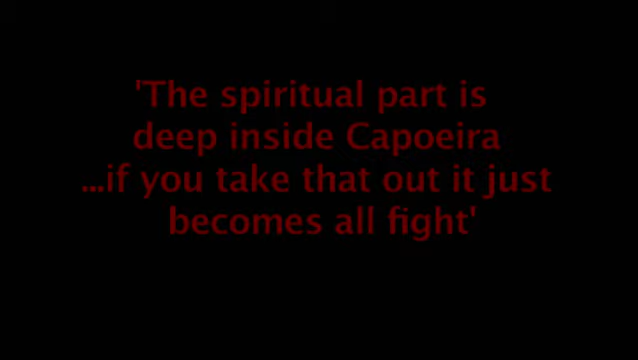 'The spiritual part is
deep inside Capoeira
...if you take that out it just
becomes all fight'